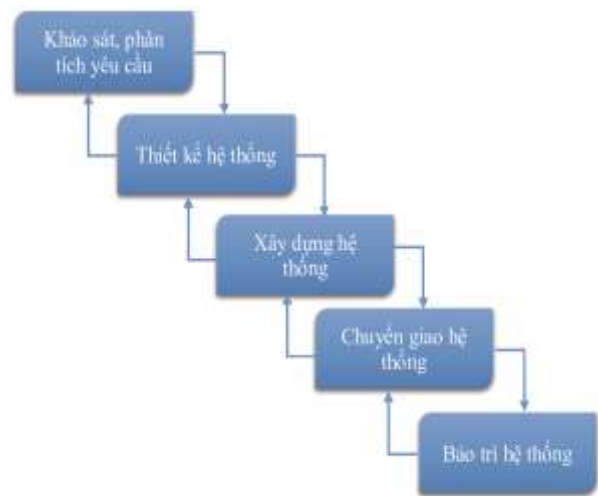 Khảo sát, phân
tích yêu cầu
Thiết kế hệ thống
Xây dựng hệ
thống
Chuyển giao hệ
thống
Bảo trì hệ thống